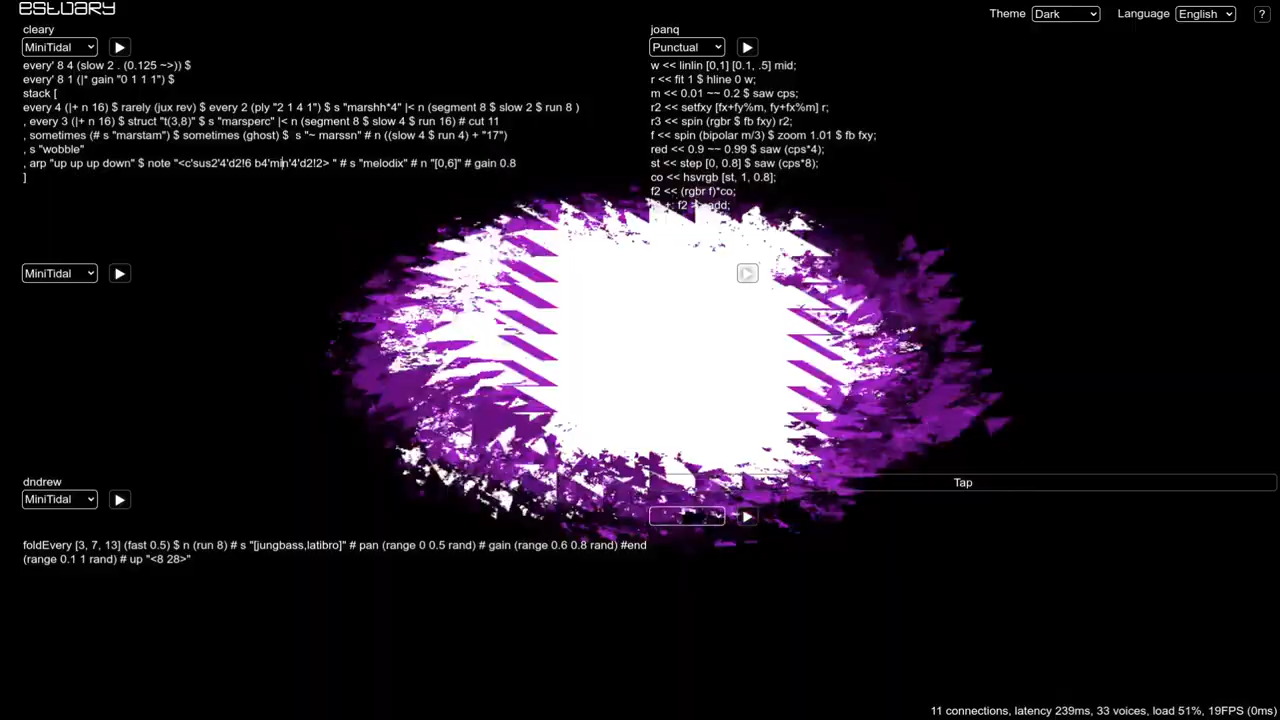 ESTUARY
Theme Dark Language English ?
cleary
MiniTidal
every' 8 4 (slow 2 . (0.125 ~>)) $
every' 8 1 (|* gain "0 1 1 1") $
stack [
every 4 (|+ n 16) $ rarely (jux rev) $ every 2 (ply "2 1 4 1") $ s "marshh*4" |< n (segment 8 $ slow 2 $ run 8 )
, every 3 (|+ n 16) $ struct "t(3,8)" $ s "marsperc" |< n (segment 8 $ slow 4 $ run 16) # cut 11
, sometimes (# s "marstam") $ sometimes (ghost) $  s "~ marssn" # n ((slow 4 $ run 4) + "17")
, s "wobble"
, arp "up up up down" $ note "<c'sus2'4'd2!6 b4'min'4'd2!2> " # s "melodix" # n "[0,6]" # gain 0.8
]
joanq
Punctual
w << linlin [0,1] [0.1, .5] mid;
r << fit 1 $ hline 0 w;
m << 0.01 ~~ 0.2 $ saw cps;
r2 << setfxy [fx+fy%m, fy+fx%m] r;
r3 << spin (rgbr $ fb fxy) r2;
f << spin (bipolar m/3) $ zoom 1.01 $ fb fxy;
red << 0.9 ~~ 0.99 $ saw (cps*4);
st << step [0, 0.8] $ saw (cps*8);
co << hsvrgb [st, 1, 0.8];
f2 << (rgbr f)*co;
f2 >> add;
MiniTidal
dndrew
MiniTidal
foldEvery [3, 7, 13] (fast 0.5) $ n (run 8) # s "[jungbass,latibro]" # pan (range 0 0.5 rand) # gain (range 0.6 0.8 rand) #end
(range 0.1 1 rand) # up "<8 28>"
Tap
11 connections, latency 239ms, 33 voices, load 51%, 19FPS (0ms)